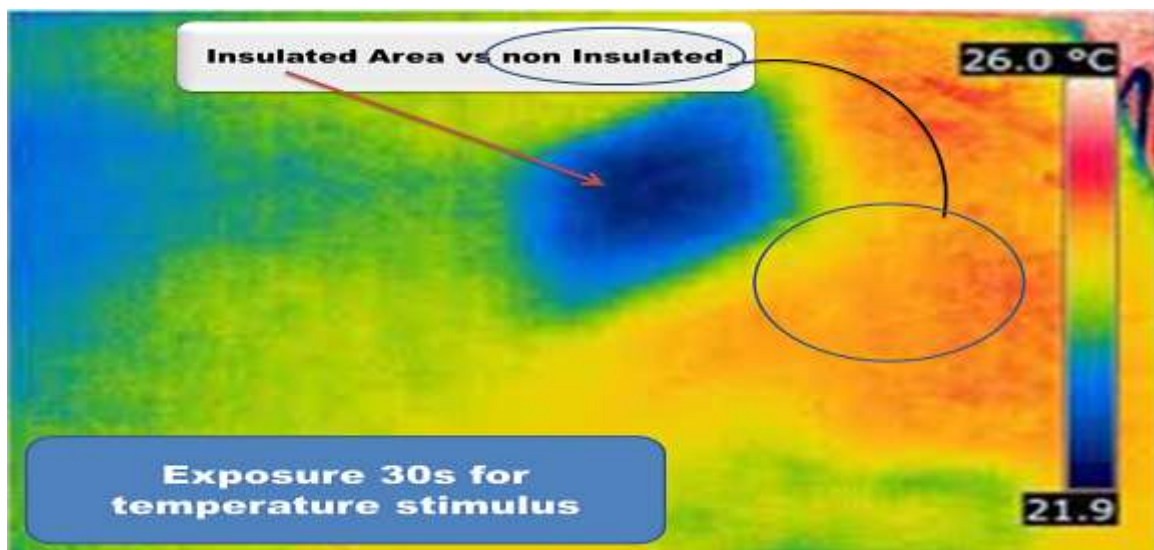 Insulated Area vs non Insulated
26.0 °C
Exposure 30s for
temperature stimulus
21.9